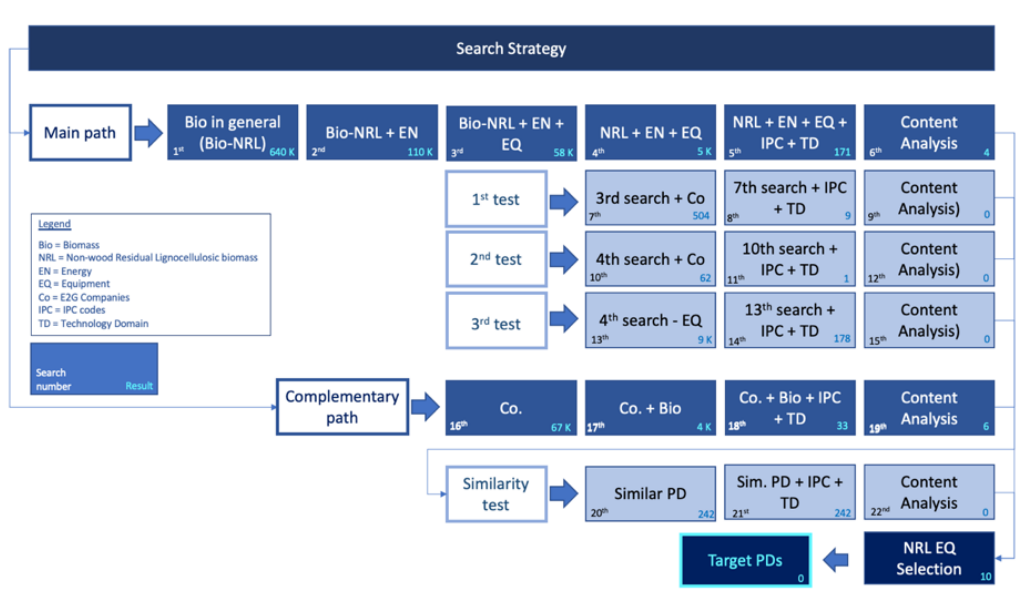 Search Strategy
Main path
Bio in general
(Bio-NRL)
1st 640 K
Bio-NRL + EN
2nd 110 K
Bio-NRL + EN +
EQ
3rd 58 K
NRL + EN + EQ
4th 5 K
NRL + EN + EQ +
IPC + TD
5th 171
Content
Analysis
6th 4
1st test
3rd search + Co
7th 504
7th search + IPC
+ TD
8th 9
Content
Analysis)
9th 0
Legend
Bio = Biomass
NRL = Non-wood Residual Lignocellulosic biomass
EN = Energy
EQ = Equipment
Co = E2G Companies
IPC = IPC codes
TD = Technology Domain
2nd test
4th search + Co
10th 62
10th search +
IPC + TD
11th 1
Content
Analysis)
12th 0
3rd test
4th search - EQ
13th 9 K
13th search +
IPC + TD
14th 178
Content
Analysis)
15th 0
Search
number Result
Complementary
path
Co.
16th 67 K
Co. + Bio
17th 4 K
Co. + Bio + IPC
+ TD
18th 33
Content
Analysis
19th 6
Similarity
test
Similar PD
20th 242
Sim. PD + IPC +
TD
21st 242
Content
Analysis
22nd 0
Target PDs
0
NRL EQ
Selection
10